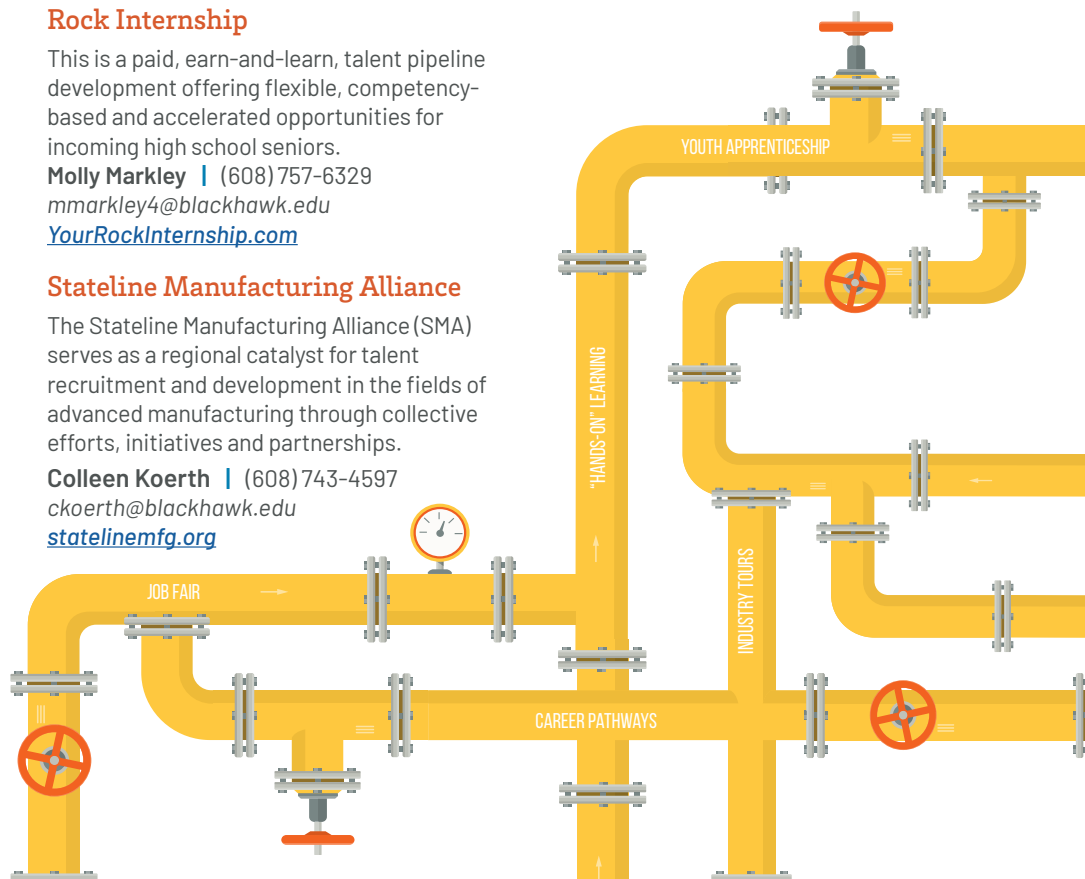 Rock Internship
This is a paid, earn-and-learn, talent pipeline
development offering flexible, competency-
based and accelerated opportunities for
incoming high school seniors.
Molly Markley | (608) 757-6329
mmarkley4@blackhawk.edu
YourRockInternship.com
Stateline Manufacturing Alliance
The Stateline Manufacturing Alliance (SMA)
serves as a regional catalyst for talent
recruitment and development in the fields of
advanced manufacturing through collective
efforts, initiatives and partnerships.
Colleen Koerth | (608) 743-4597
ckoerth@blackhawk.edu
statelinemfg.org
YOUTH APPRENTICESHIP
"HANDS-ON" LEARNING
JOB FAIR
INDUSTRY TOURS
CAREER PATHWAYS